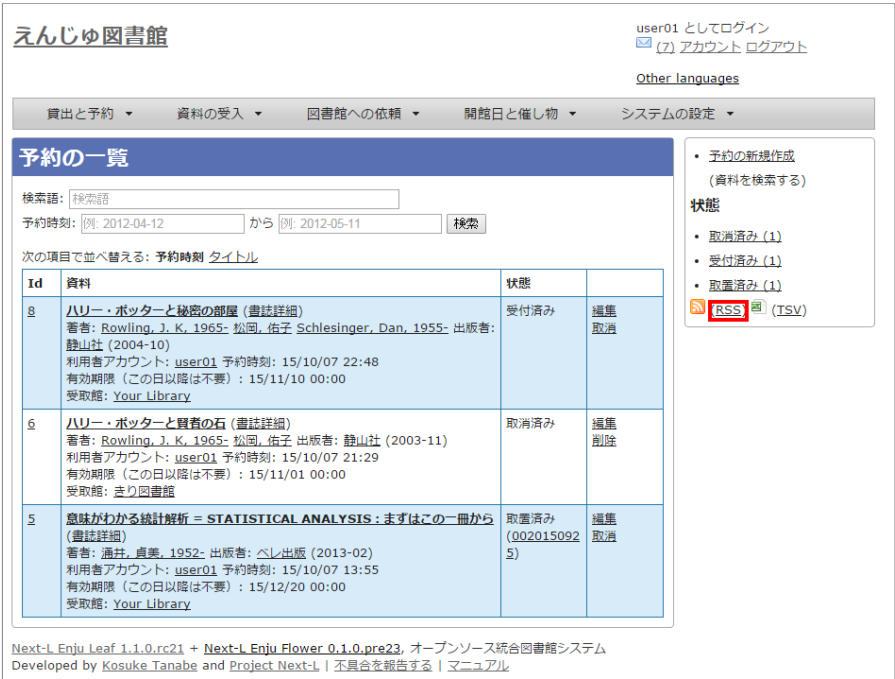 えんじゅ図書館
user01 としてログイン
(7) アカウント ログアウト
Other languages
貸出と予約 ▼ 資料の受入 ▼ 図書館への依頼 ▼ 開館日と催し物 ▼ システムの設定 ▼
予約の一覧
検索語: 検索語
予約時刻: 例: 2012-04-12 から 例: 2012-05-11 検索
次の項目で並べ替える: 予約時刻 タイトル
Id 資料 状態
8 ハリー・ポッターと秘密の部屋 (書誌詳細) 受付済み 編集
著者: Rowling, J. K, 1965- 松岡, 佑子 Schlesinger, Dan, 1955- 出版者: 取消
静山社 (2004-10)
利用者アカウント: user01 予約時刻: 15/10/07 22:48
有効期限（この日以降は不要）: 15/11/10 00:00
受取館: Your Library
6 ハリー・ポッターと賢者の石 (書誌詳細) 取消済み 編集
著者: Rowling, J. K, 1965- 松岡, 佑子 出版者: 静山社 (2003-11) 削除
利用者アカウント: user01 予約時刻: 15/10/07 21:29
有効期限（この日以降は不要）: 15/11/01 00:00
受取館: きり図書館
5 意味がわかる統計解析 = STATISTICAL ANALYSIS : まずはこの一冊から 取置済み 編集
(書誌詳細) (002015092 取消
著者: 涌井, 貞美, 1952- 出版者: ベレ出版 (2013-02) 5)
利用者アカウント: user01 予約時刻: 15/10/07 13:55
有効期限（この日以降は不要）: 15/12/20 00:00
受取館: Your Library
• 予約の新規作成
(資料を検索する)
状態
• 取消済み (1)
• 受付済み (1)
• 取置済み (1)
(RSS) (TSV)
Next-L Enju Leaf 1.1.0.rc21 + Next-L Enju Flower 0.1.0.pre23, オープンソース統合図書館システム
Developed by Kosuke Tanabe and Project Next-L | 不具合を報告する | マニュアル